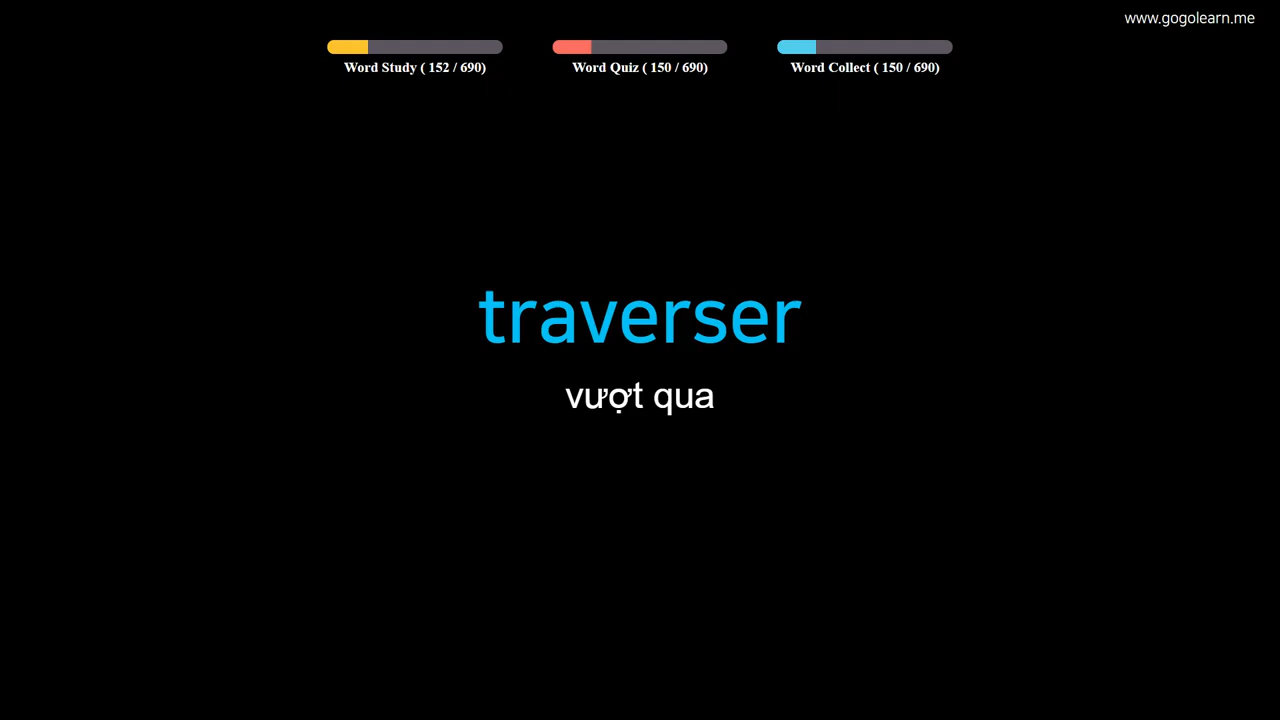 www.gogolearn.me
Word Study ( 152 / 690)
Word Quiz ( 150 / 690)
Word Collect ( 150 / 690)
traverser
vượt qua